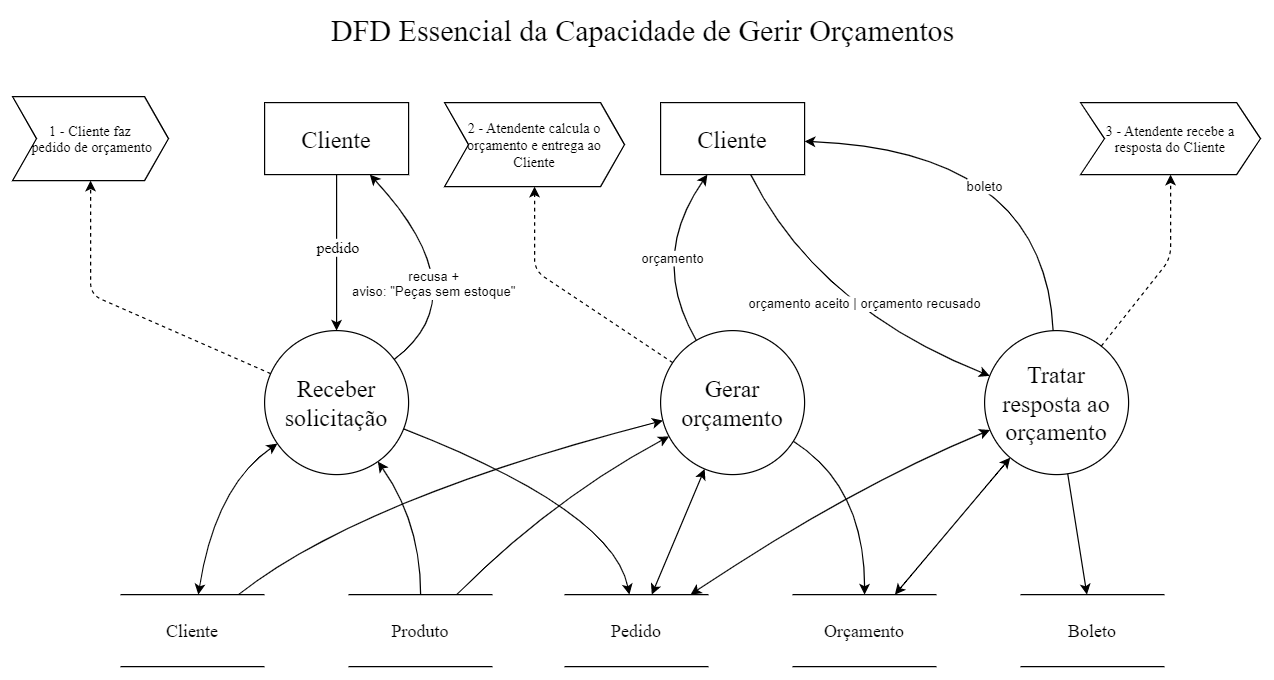 DFD Essencial da Capacidade de Gerir Orçamentos
1 - Cliente faz
pedido de orçamento
Cliente
2 - Atendente calcula o
orçamento e entrega ao
Cliente
Cliente
3 - Atendente recebe a
resposta do Cliente
boleto
pedido
orçamento
recusa +
aviso: "Peças sem estoque"
orçamento aceito | orçamento recusado
Receber
solicitação
Gerar
orçamento
Tratar
resposta ao
orçamento
Cliente
Produto
Pedido
Orçamento
Boleto